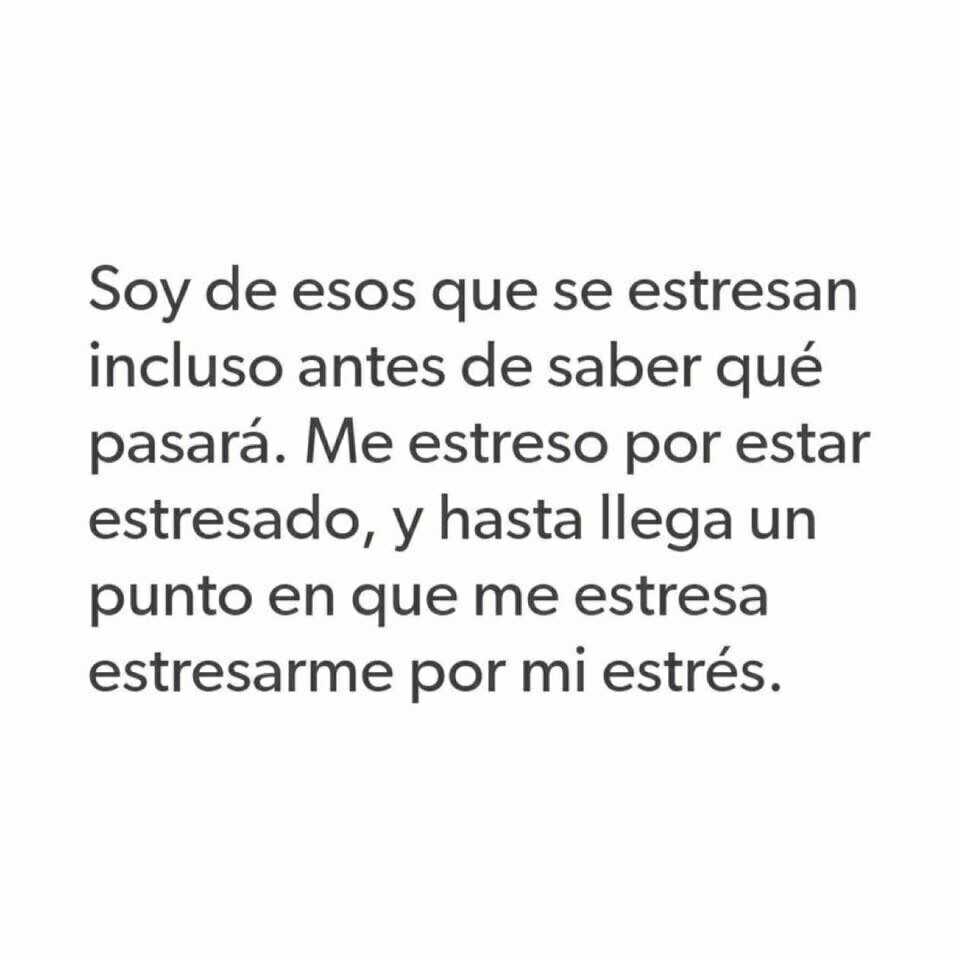 Soy de esos que se estresan
incluso antes de saber qué
pasará. Me estreso por estar
estresado, y hasta llega un
punto en que me estresa
estresarme por mi estrés.